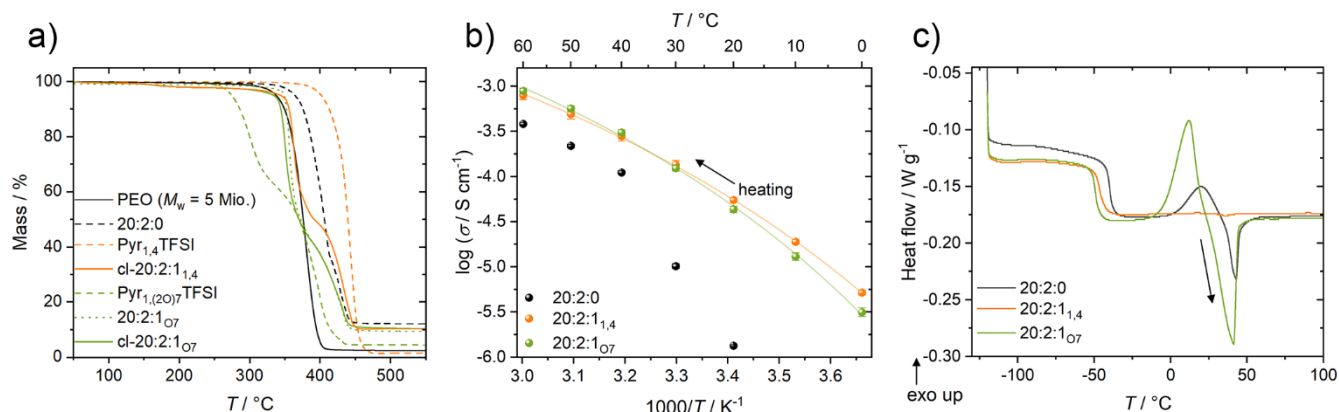 a)
100
80
60
40
20
0
Mass / %
PEO (Mw = 5 Mio.)
20:2:0
Pyr1,4TFSI
cl-20:2:11,4
Pyr1,(2O)7TFSI
20:2:1O7
cl-20:2:1O7
100 200 300 400 500
T / °C
b)
T / °C
60 50 40 30 20 10 0
-3.0
-3.5
-4.0
-4.5
-5.0
-5.5
-6.0
log (σ / S cm-1)
heating
20:2:0
20:2:11,4
20:2:1O7
3.0 3.1 3.2 3.3 3.4 3.5 3.6
1000/T / K-1
c)
-0.05
-0.10
-0.15
-0.20
-0.25
-0.30
Heat flow / W g-1
20:2:0
20:2:11,4
20:2:1O7
exo up
-100 -50 0 50 100
T / °C